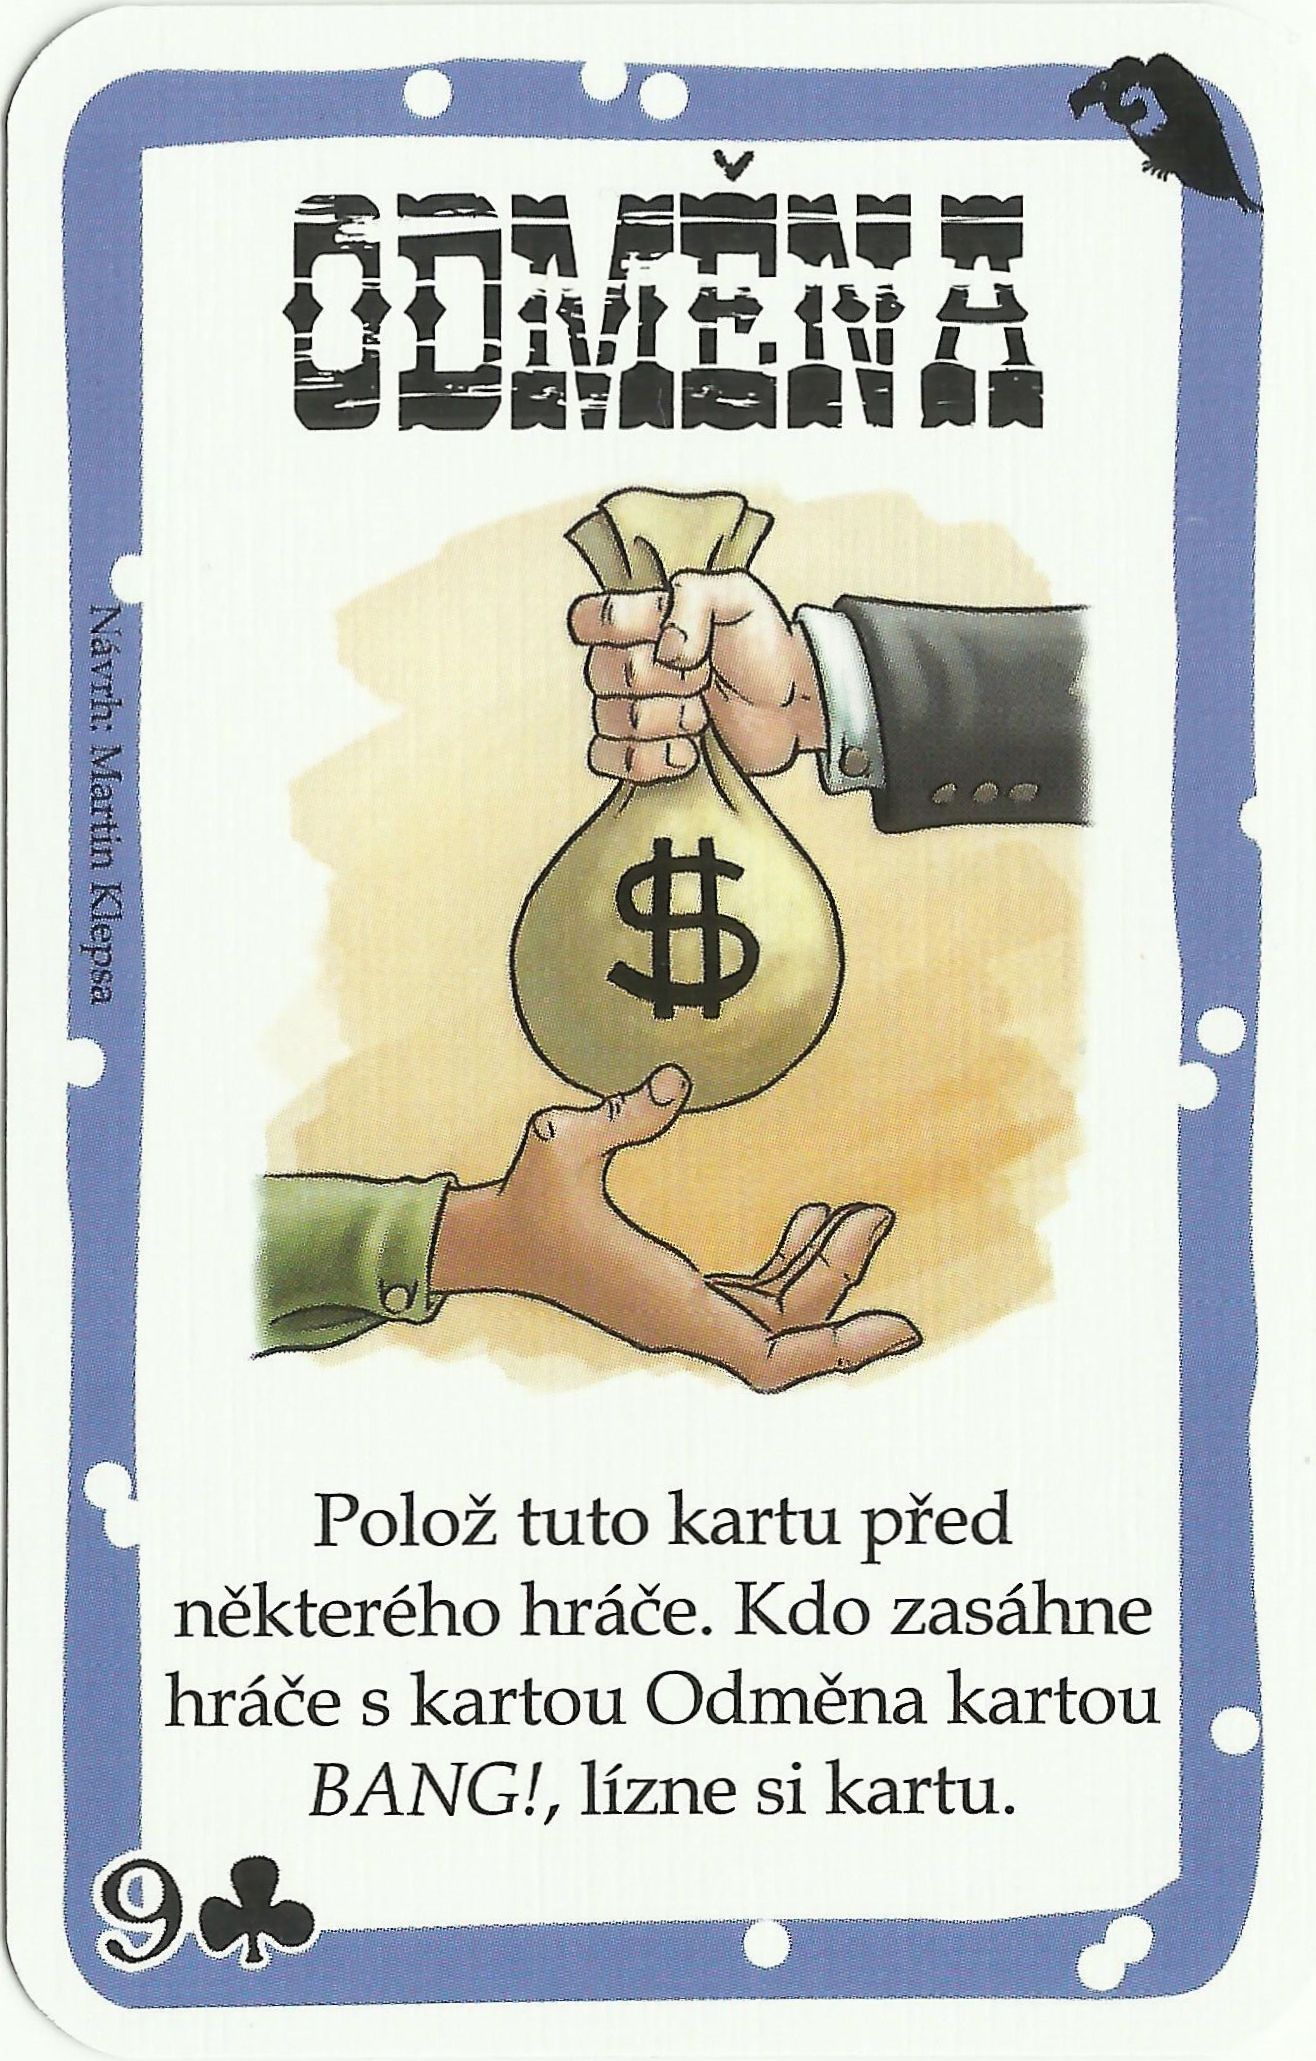 ODMĚNA
$
Návrh: Martin Klepsa
Polož tuto kartu před
některého hráče. Kdo zasáhne
hráče s kartou Odměna kartou
BANG!, lízne si kartu.
9♣